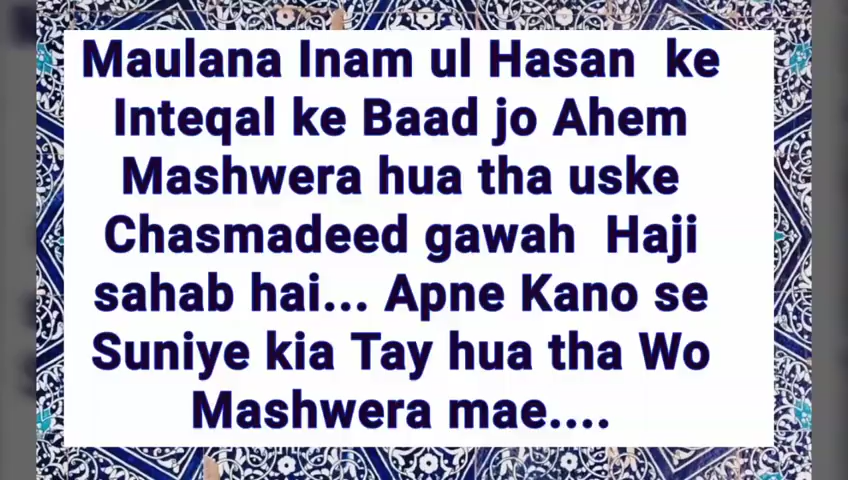 Maulana Inam ul Hasan ke
Inteqal ke Baad jo Ahem
Mashwera hua tha uske
Chasmadeed gawah Haji
sahab hai... Apne Kano se
Suniye kia Tay hua tha Wo
Mashwera mae....